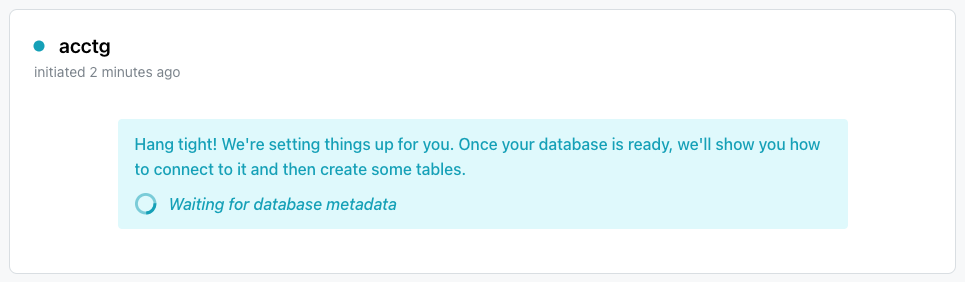 acctg
initiated 2 minutes ago
Hang tight! We're setting things up for you. Once your database is ready, we'll show you how
to connect to it and then create some tables.
Waiting for database metadata